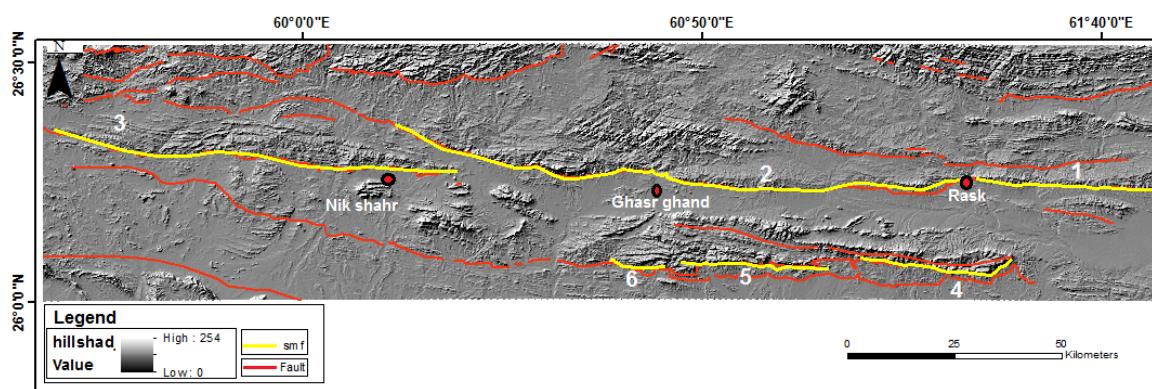 60°0'0"E 60°50'0"E 61°40'0"E
26°30'0"N
N
3
2
1
Nik shahr
Ghasr ghand
Rask
6
5
4
26°0'0"N
Legend
hillshad
Value
High : 254
Low : 0
smf
Fault
0 25 50
Kilometers